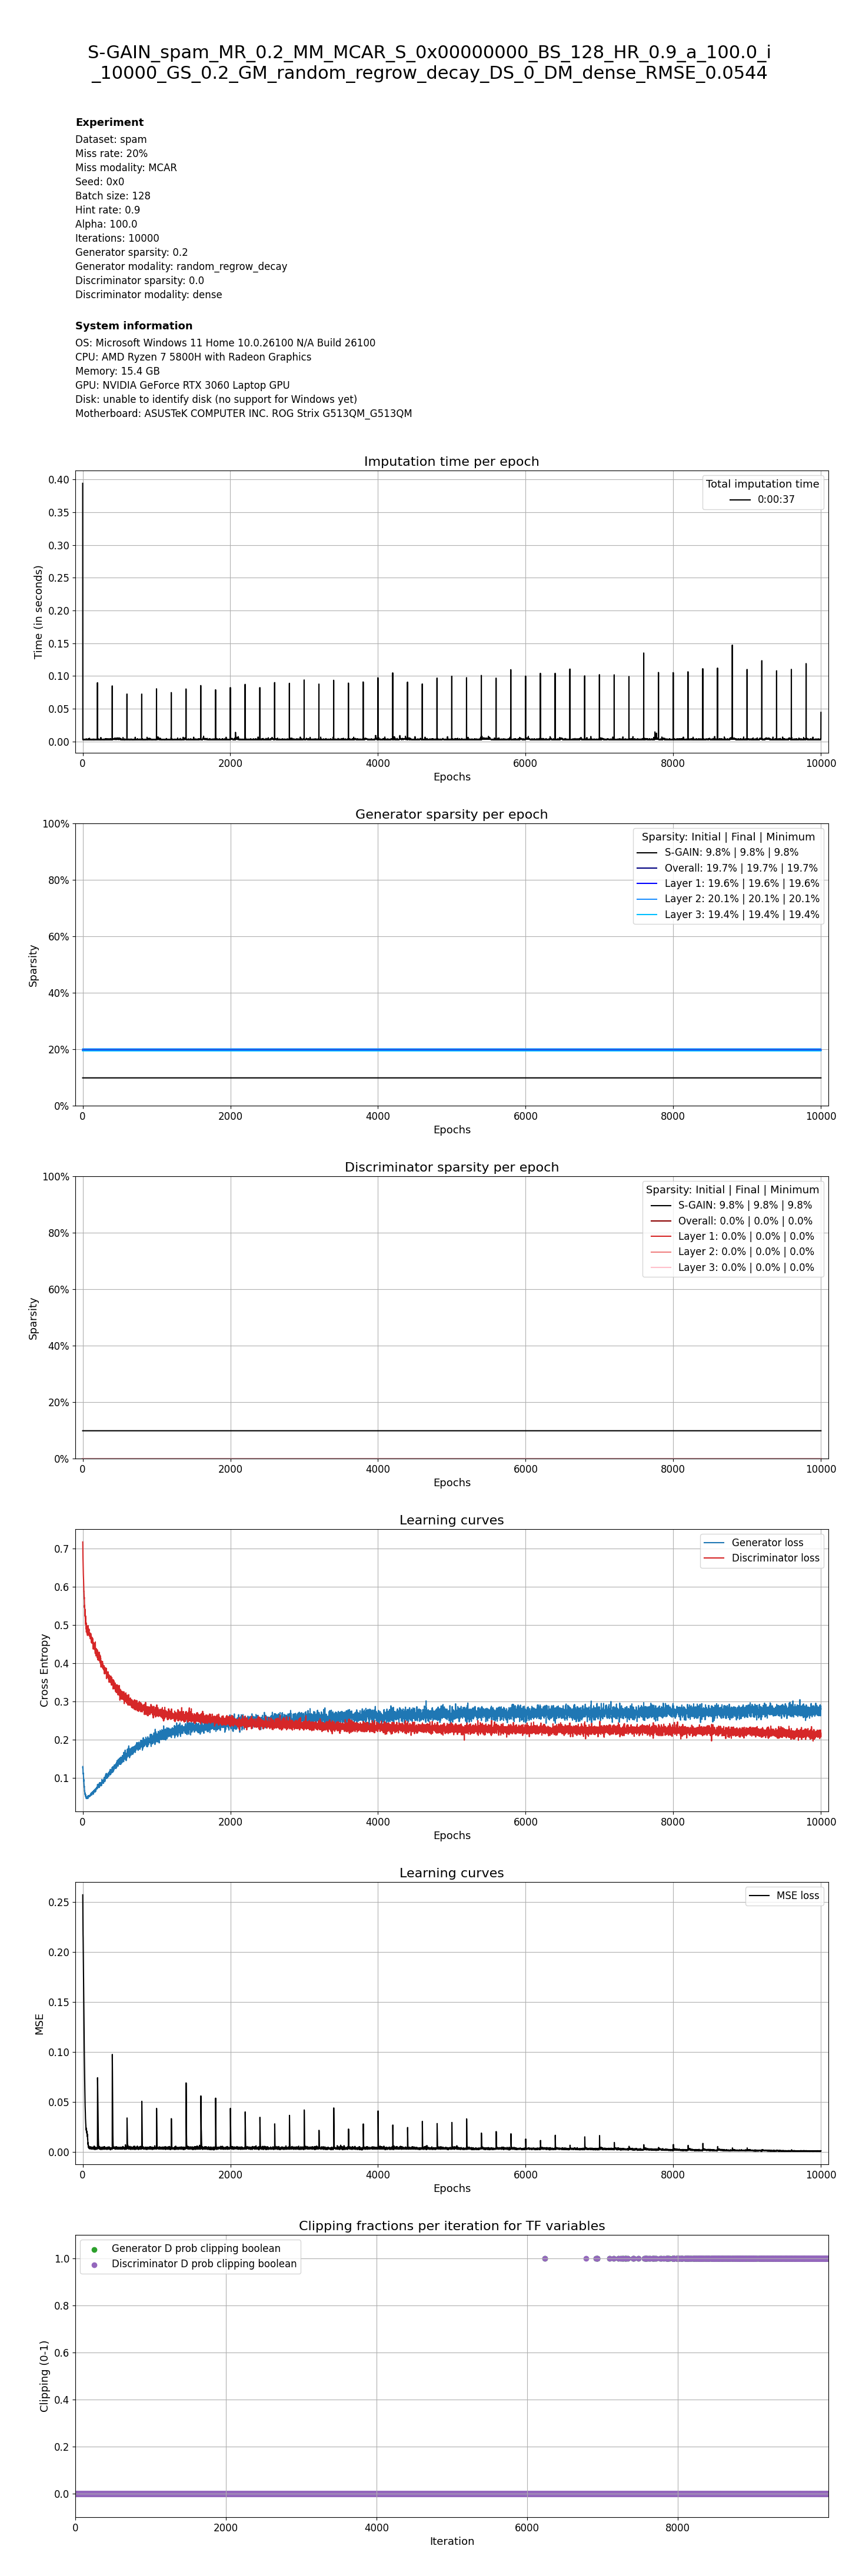 S-GAIN_spam_MR_0.2_MM_MCAR_S_0x00000000_BS_128_HR_0.9_a_100.0_i
_10000_GS_0.2_GM_random_regrow_decay_DS_0_DM_dense_RMSE_0.0544
Experiment
Dataset: spam
Miss rate: 20%
Miss modality: MCAR
Seed: 0x0
Batch size: 128
Hint rate: 0.9
Alpha: 100.0
Iterations: 10000
Generator sparsity: 0.2
Generator modality: random_regrow_decay
Discriminator sparsity: 0.0
Discriminator modality: dense
System information
OS: Microsoft Windows 11 Home 10.0.26100 N/A Build 26100
CPU: AMD Ryzen 7 5800H with Radeon Graphics
Memory: 15.4 GB
GPU: NVIDIA GeForce RTX 3060 Laptop GPU
Disk: unable to identify disk (no support for Windows yet)
Motherboard: ASUSTeK COMPUTER INC. ROG Strix G513QM_G513QM
Imputation time per epoch
Total imputation time
0:00:37
Time (in seconds)
0.40
0.35
0.30
0.25
0.20
0.15
0.10
0.05
0.00
0 2000 4000 6000 8000 10000
Epochs
Generator sparsity per epoch
Sparsity: Initial | Final | Minimum
S-GAIN: 9.8% | 9.8% | 9.8%
Overall: 19.7% | 19.7% | 19.7%
Layer 1: 19.6% | 19.6% | 19.6%
Layer 2: 20.1% | 20.1% | 20.1%
Layer 3: 19.4% | 19.4% | 19.4%
Sparsity
100%
80%
60%
40%
20%
0%
0 2000 4000 6000 8000 10000
Epochs
Discriminator sparsity per epoch
Sparsity: Initial | Final | Minimum
S-GAIN: 9.8% | 9.8% | 9.8%
Overall: 0.0% | 0.0% | 0.0%
Layer 1: 0.0% | 0.0% | 0.0%
Layer 2: 0.0% | 0.0% | 0.0%
Layer 3: 0.0% | 0.0% | 0.0%
Sparsity
100%
80%
60%
40%
20%
0%
0 2000 4000 6000 8000 10000
Epochs
Learning curves
Generator loss
Discriminator loss
Cross Entropy
0.7
0.6
0.5
0.4
0.3
0.2
0.1
0 2000 4000 6000 8000 10000
Epochs
Learning curves
MSE loss
MSE
0.25
0.20
0.15
0.10
0.05
0.00
0 2000 4000 6000 8000 10000
Epochs
Clipping fractions per iteration for TF variables
Generator D prob clipping boolean
Discriminator D prob clipping boolean
Clipping (0-1)
1.0
0.8
0.6
0.4
0.2
0.0
0 2000 4000 6000 8000
Iteration